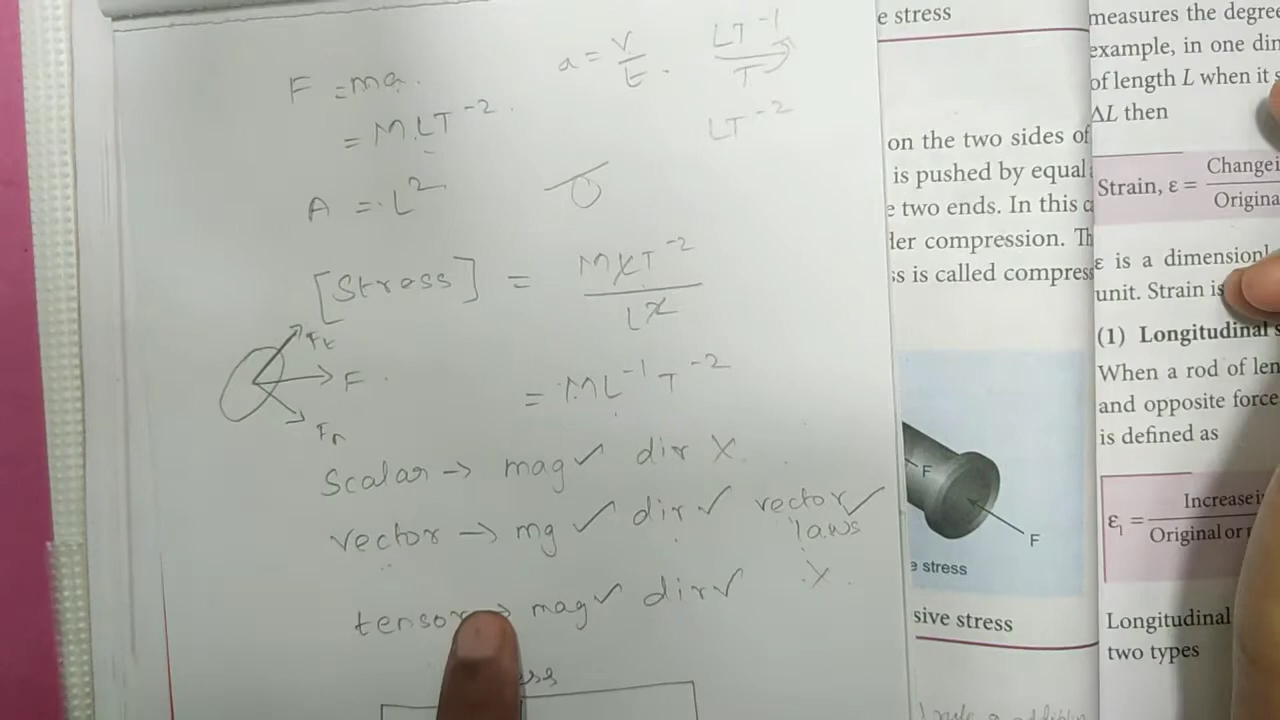 F = ma.
= MLT⁻²
A = L²
a = v/t. LT⁻¹/T
LT⁻²
σ
[Stress] = MLT⁻²/L²
= ML⁻¹T⁻²
Ft
F
Fn
Scalar → mag ✓ dir X
vector → mg ✓ dir ✓ vector ✓
laws
tensor → mag ✓ dir ✓ X
e stress
on the two sides of
is pushed by equal
e two ends. In this c
ler compression. Th
ss is called compress
F
F
e stress
sive stress
measures the degree
example, in one dir
of length L when it s
ΔL then
Strain, ε = Change i
Origina
ε is a dimension
unit. Strain is
(1) Longitudinal s
When a rod of len
and opposite force
is defined as
εl = Increase i
Original or
Longitudinal
two types